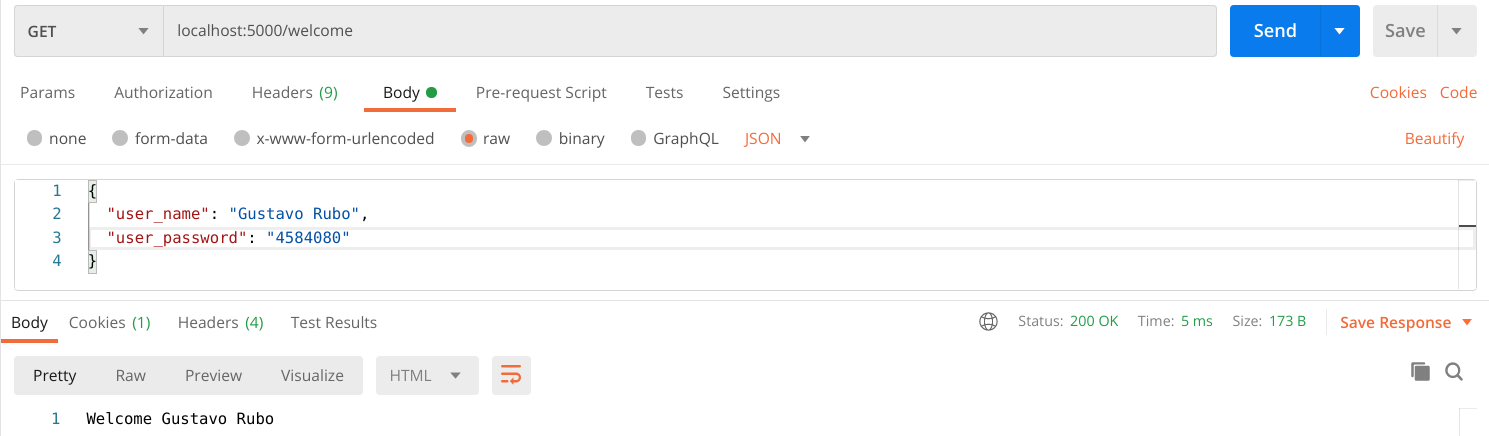 GET localhost:5000/welcome Send Save
Params Authorization Headers (9) Body Pre-request Script Tests Settings Cookies Code
none form-data x-www-form-urlencoded raw binary GraphQL JSON Beautify
1 {
2 "user_name": "Gustavo Rubo",
3 "user_password": "4584080"
4 }
Body Cookies (1) Headers (4) Test Results Status: 200 OK Time: 5 ms Size: 173 B Save Response
Pretty Raw Preview Visualize HTML
1 Welcome Gustavo Rubo